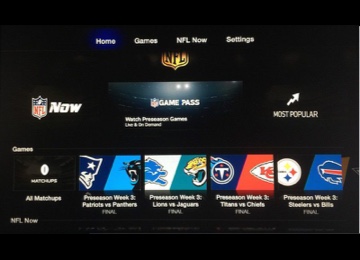 Home Games NFL Now Settings
NFL
NFL Now
NFL GAME PASS
Watch Preseason Games
Live & On Demand
MOST POPULAR
Games
0
MATCHUPS
All Matchups
Preseason Week 3:
Patriots vs Panthers
FINAL
Preseason Week 3:
Lions vs Jaguars
FINAL
Preseason Week 3:
Titans vs Chiefs
FINAL
Preseason Week 3:
Steelers vs Bills
FINAL
NFL Now